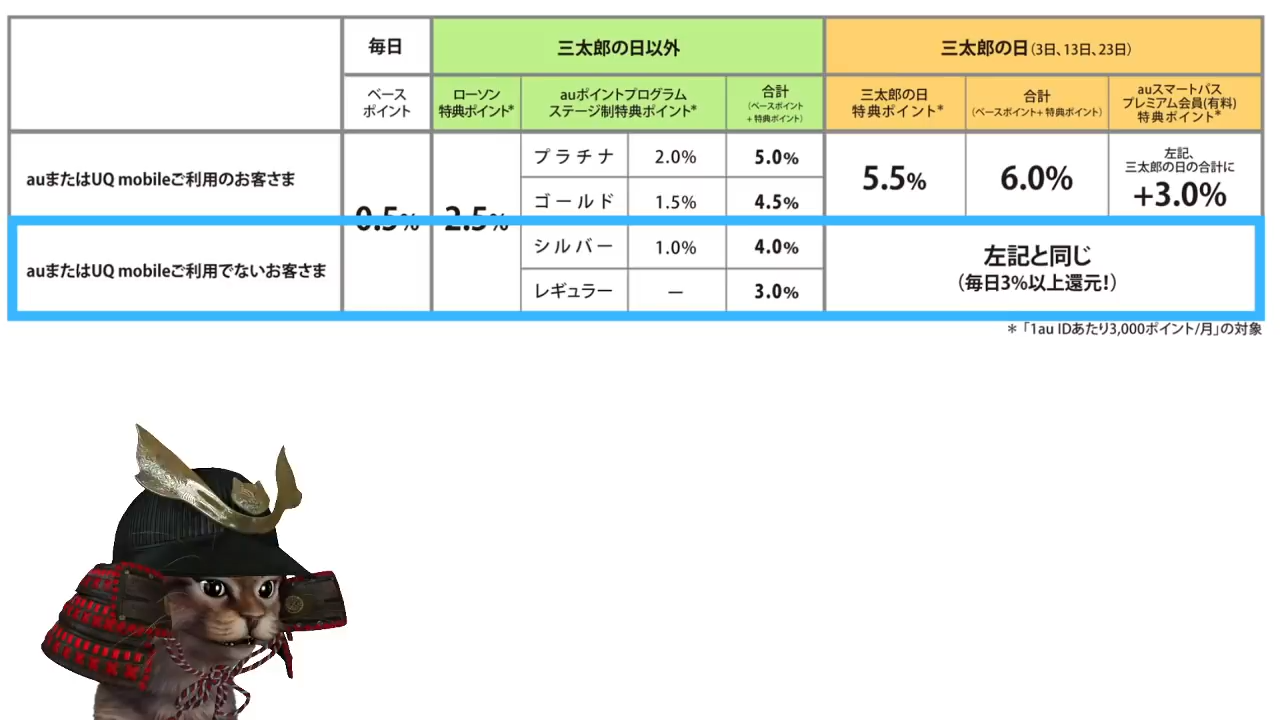 毎日
三太郎の日以外
三太郎の日(3日、13日、23日)
ベース
ポイント
ローソン
特典ポイント*
auポイントプログラム
ステージ制特典ポイント*
合計
(ベースポイント
+特典ポイント)
三太郎の日
特典ポイント*
合計
(ベースポイント+特典ポイント)
auスマートパス
プレミアム会員(有料)
特典ポイント*
auまたはUQ mobileご利用のお客さま
0.5%
2.5%
プラチナ
2.0%
5.0%
ゴールド
1.5%
4.5%
5.5%
6.0%
左記、
三太郎の日の合計に
+3.0%
auまたはUQ mobileご利用でないお客さま
シルバー
1.0%
4.0%
レギュラー
—
3.0%
左記と同じ
(毎日3%以上還元!)
*「1au IDあたり3,000ポイント/月」の対象